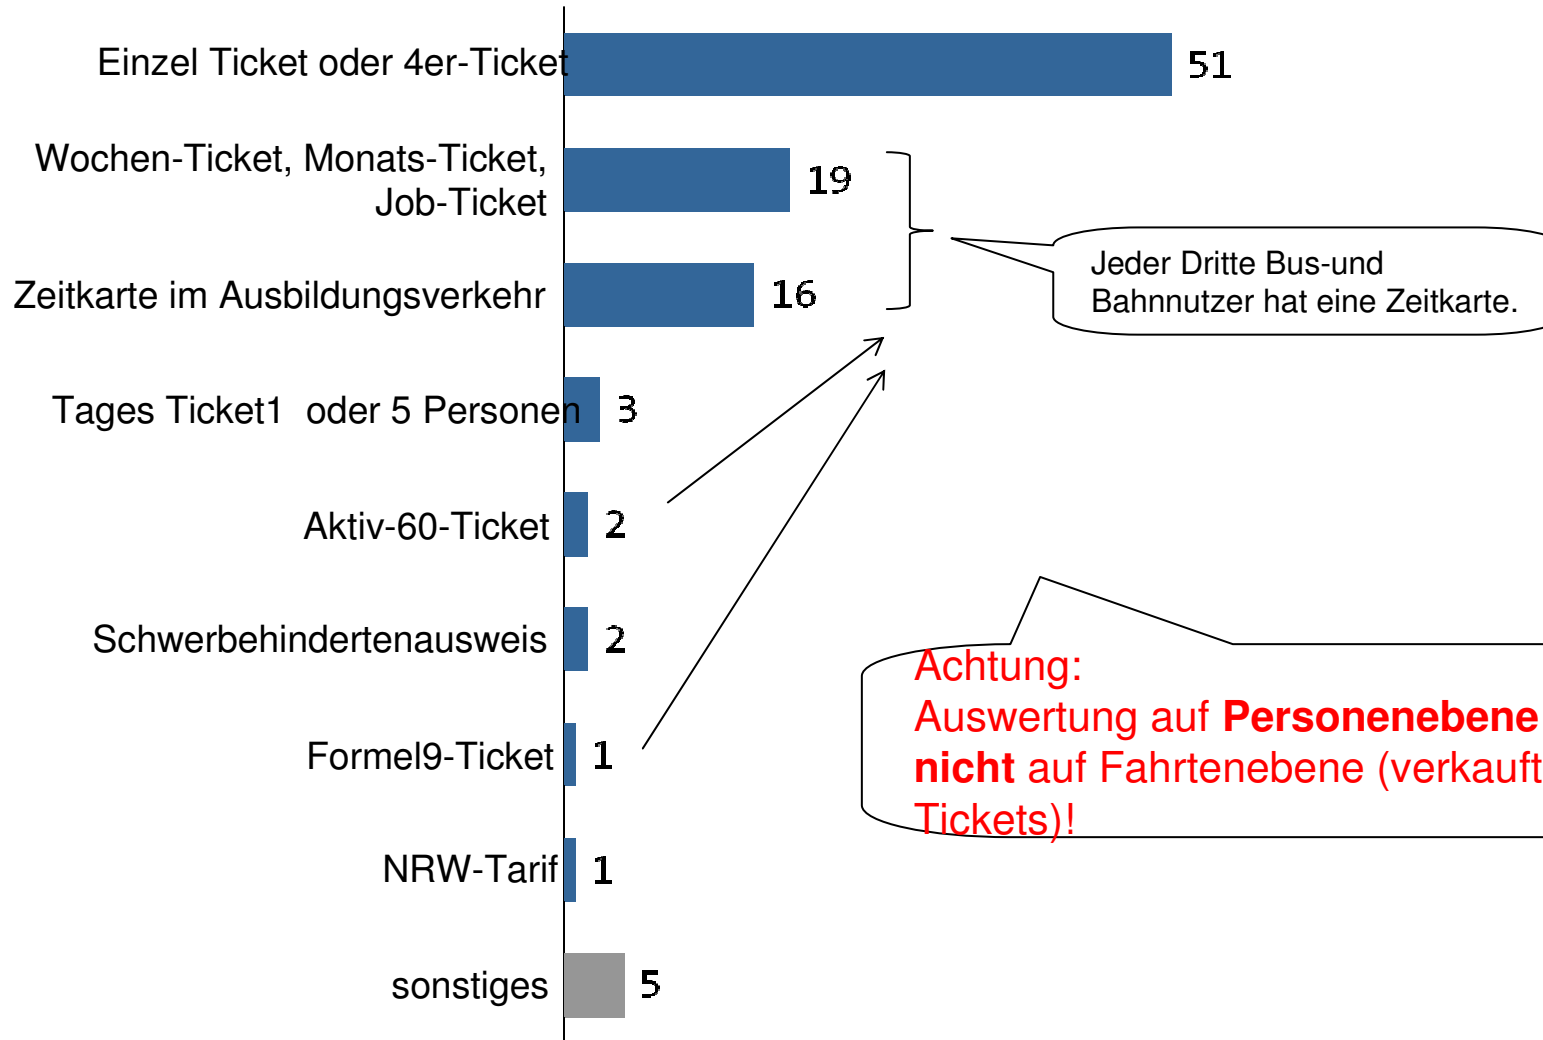 Einzel Ticket oder 4er-Ticket 51
Wochen-Ticket, Monats-Ticket,
Job-Ticket 19
Zeitkarte im Ausbildungsverkehr 16
Jeder Dritte Bus-und
Bahnnutzer hat eine Zeitkarte.
Tages Ticket1 oder 5 Personen 3
Aktiv-60-Ticket 2
Schwerbehindertenausweis 2
Formel9-Ticket 1
NRW-Tarif 1
sonstiges 5
Achtung:
Auswertung auf Personenebene
nicht auf Fahrtenebene (verkauft
Tickets)!